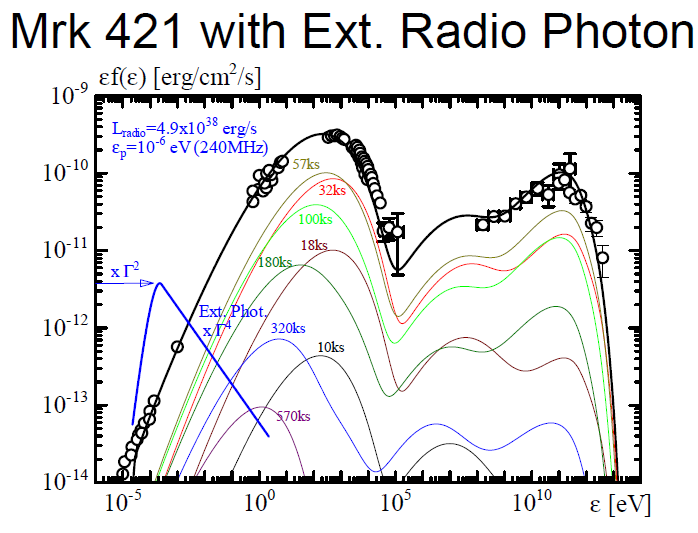 Mrk 421 with Ext. Radio Photon
εf(ε) [erg/cm²/s]
10⁻⁹
L_radio=4.9x10³⁸ erg/s
ε_p=10⁻⁶ eV (240MHz)
10⁻¹⁰
57ks
32ks
100ks
10⁻¹¹
18ks
180ks
x Γ²
Ext. Phot.
x Γ⁴
10⁻¹²
320ks
10ks
10⁻¹³
570ks
10⁻¹⁴
10⁻⁵
10⁰
10⁵
10¹⁰
ε [eV]